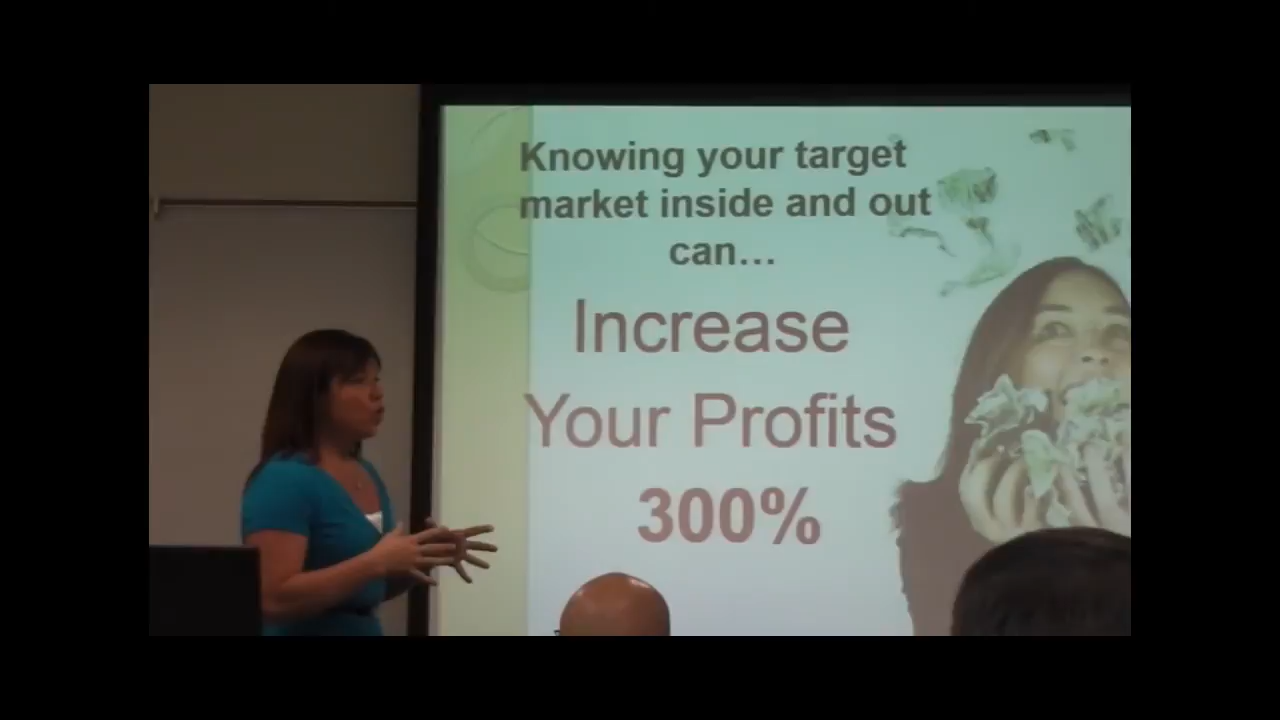 Knowing your target
market inside and out
can…
Increase
Your Profits
300%